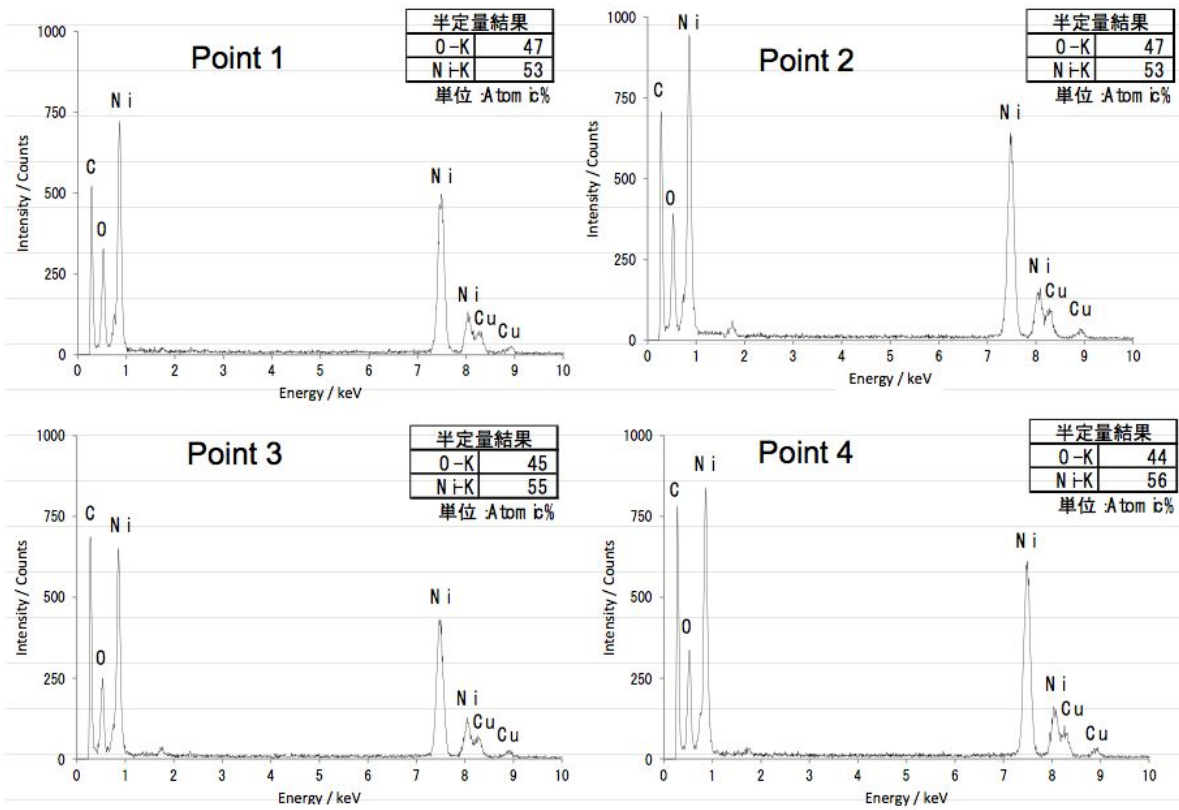 Point 1
半定量結果
O-K 47
Ni-K 53
単位 :Atomic%
Intensity / Counts
1000
750
500
250
0
C
O
Ni
Ni
Ni
Cu
Cu
0 1 2 3 4 5 6 7 8 9 10
Energy / keV
Point 2
半定量結果
O-K 47
Ni-K 53
単位 :Atomic%
Intensity / Counts
1000
750
500
250
0
C
O
Ni
Ni
Ni
Cu
Cu
0 1 2 3 4 5 6 7 8 9 10
Energy / keV
Point 3
半定量結果
O-K 45
Ni-K 55
単位 :Atomic%
Intensity / Counts
1000
750
500
250
0
C
O
Ni
Ni
Ni
Cu
Cu
0 1 2 3 4 5 6 7 8 9 10
Energy / keV
Point 4
半定量結果
O-K 44
Ni-K 56
単位 :Atomic%
Intensity / Counts
1000
750
500
250
0
C
O
Ni
Ni
Ni
Cu
Cu
0 1 2 3 4 5 6 7 8 9 10
Energy / keV